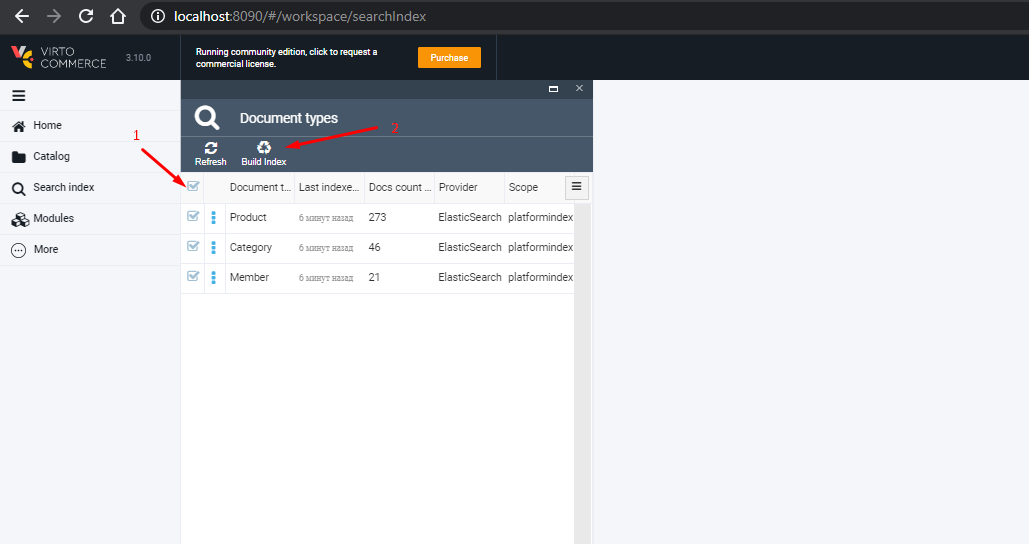 localhost:8090/#/workspace/searchIndex
VIRTO
COMMERCE
3.10.0
Running community edition, click to request a
commercial license.
Purchase
Home
Catalog
Search index
Modules
More
Document types
1
2
Refresh
Build Index
Document t...
Last indexe...
Docs count ...
Provider
Scope
Product
6 минут назад
273
ElasticSearch
platformindex
Category
6 минут назад
46
ElasticSearch
platformindex
Member
6 минут назад
21
ElasticSearch
platformindex